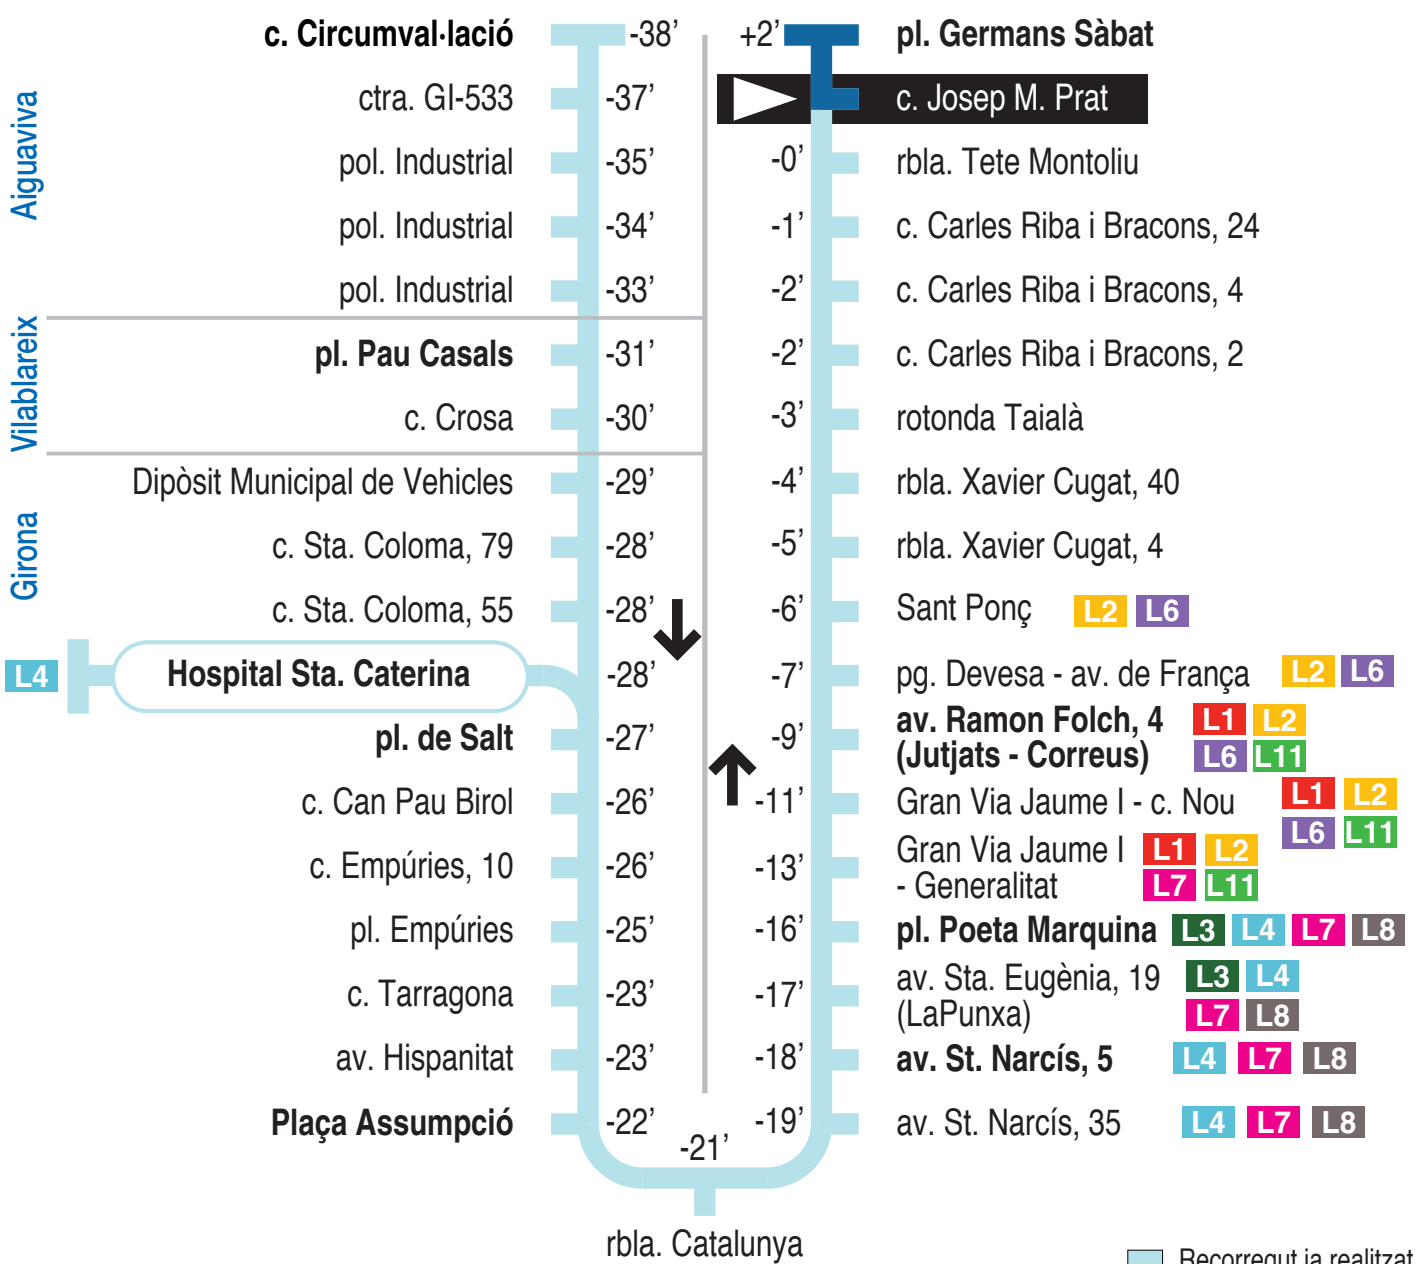 c. Circumval·lació -38’
ctra. GI-533 -37’
pol. Industrial -35’
pol. Industrial -34’
pol. Industrial -33’
pl. Pau Casals -31’
c. Crosa -30’
Dipòsit Municipal de Vehicles -29’
c. Sta. Coloma, 79 -28’
c. Sta. Coloma, 55 -28’
L4 Hospital Sta. Caterina -28’
pl. de Salt -27’
c. Can Pau Birol -26’
c. Empúries, 10 -26’
pl. Empúries -25’
c. Tarragona -23’
av. Hispanitat -23’
Plaça Assumpció -22’
Aiguaviva
Vilablareix
Girona
-21’
rbla. Catalunya
+2’ pl. Germans Sàbat
c. Josep M. Prat
-0’ rbla. Tete Montoliu
-1’ c. Carles Riba i Bracons, 24
-2’ c. Carles Riba i Bracons, 4
-2’ c. Carles Riba i Bracons, 2
-3’ rotonda Taialà
-4’ rbla. Xavier Cugat, 40
-5’ rbla. Xavier Cugat, 4
-6’ Sant Ponç L2 L6
-7’ pg. Devesa - av. de França L2 L6
-9’ av. Ramon Folch, 4 L1 L2
(Jutjats - Correus) L6 L11
-11’ Gran Via Jaume I - c. Nou L1 L2
L6 L11
-13’ Gran Via Jaume I L1 L2
- Generalitat L7 L11
-16’ pl. Poeta Marquina L3 L4 L7 L8
-17’ av. Sta. Eugènia, 19 L3 L4
(LaPunxa) L7 L8
-18’ av. St. Narcís, 5 L4 L7 L8
-19’ av. St. Narcís, 35 L4 L7 L8
Recorregut ja realitzat